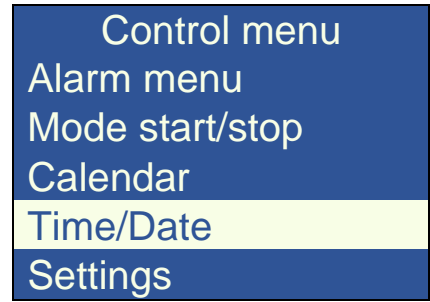 Control menu
Alarm menu
Mode start/stop
Calendar
Time/Date
Settings